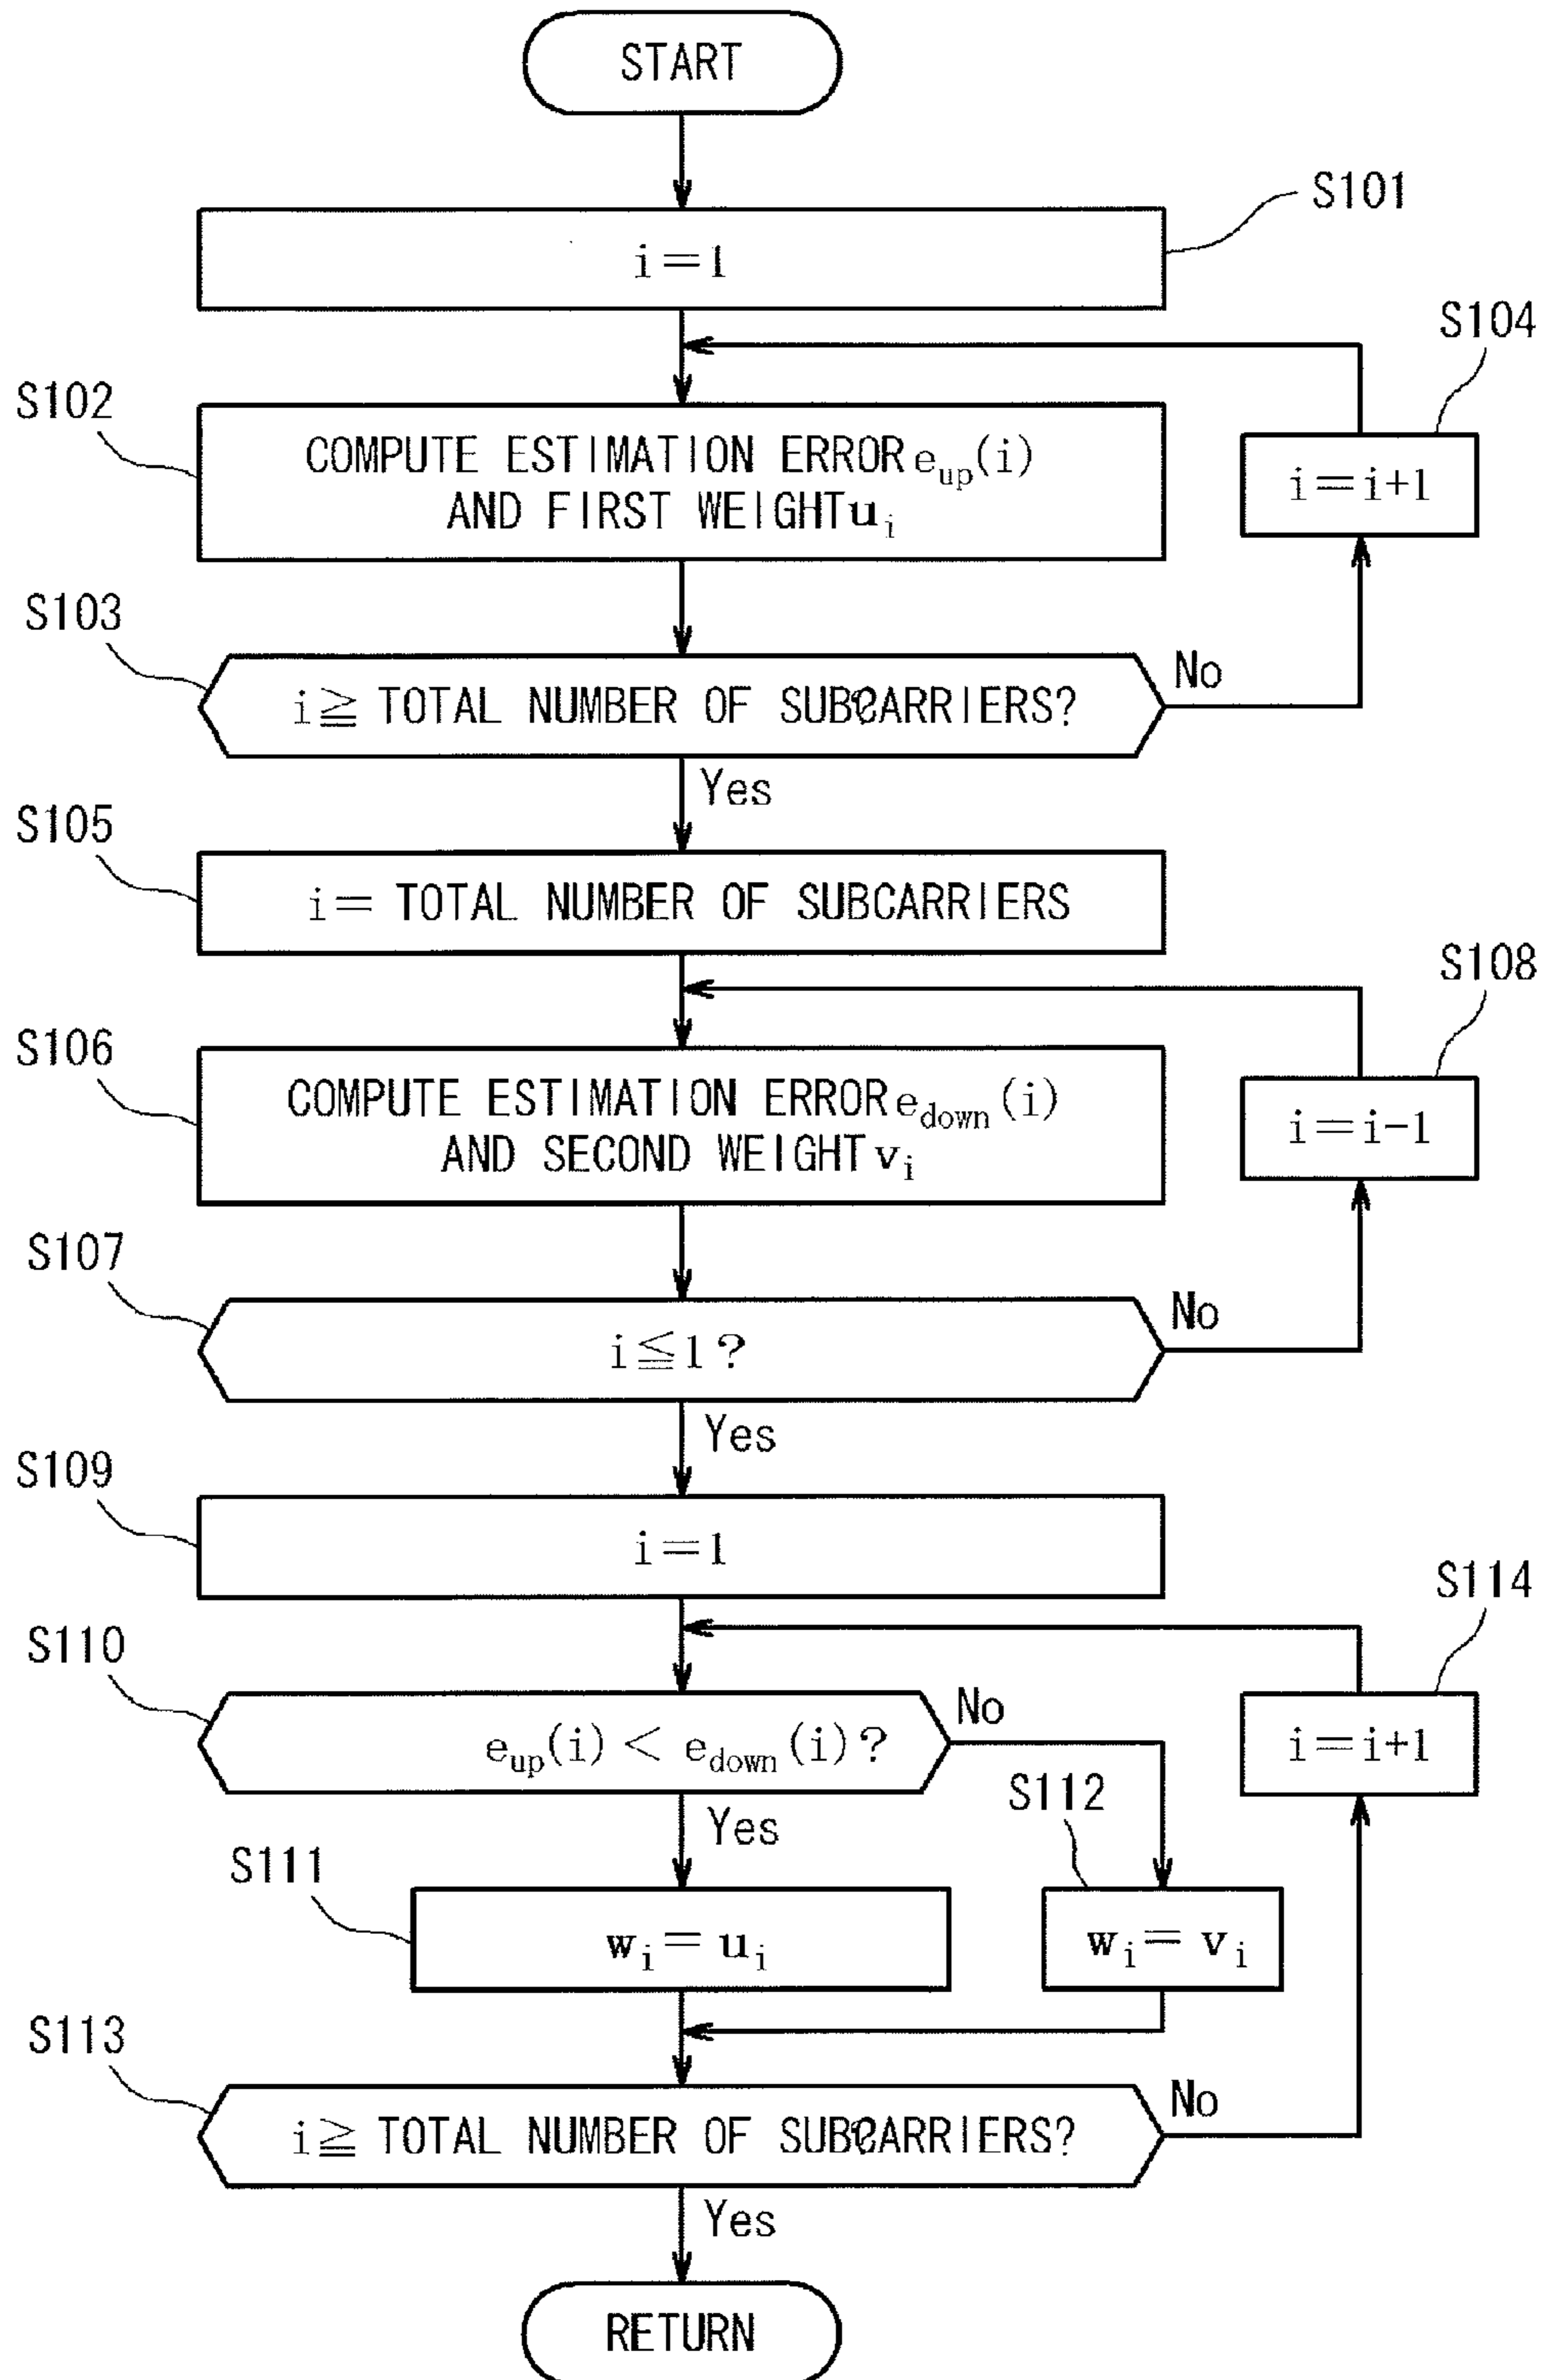 START
S101
i=1
S104
i=i+1
S102
COMPUTE ESTIMATION ERROR e_up(i)
AND FIRST WEIGHT u_i
S103
i≧ TOTAL NUMBER OF SUBCARRIERS?
No
Yes
S105
i= TOTAL NUMBER OF SUBCARRIERS
S108
i=i-1
S106
COMPUTE ESTIMATION ERROR e_down(i)
AND SECOND WEIGHT v_i
S107
i≦1?
No
Yes
S109
i=1
S114
i=i+1
S110
e_up(i) < e_down(i)?
No
Yes
S112
S111
w_i= u_i
w_i= v_i
S113
i≧ TOTAL NUMBER OF SUBCARRIERS?
No
Yes
RETURN